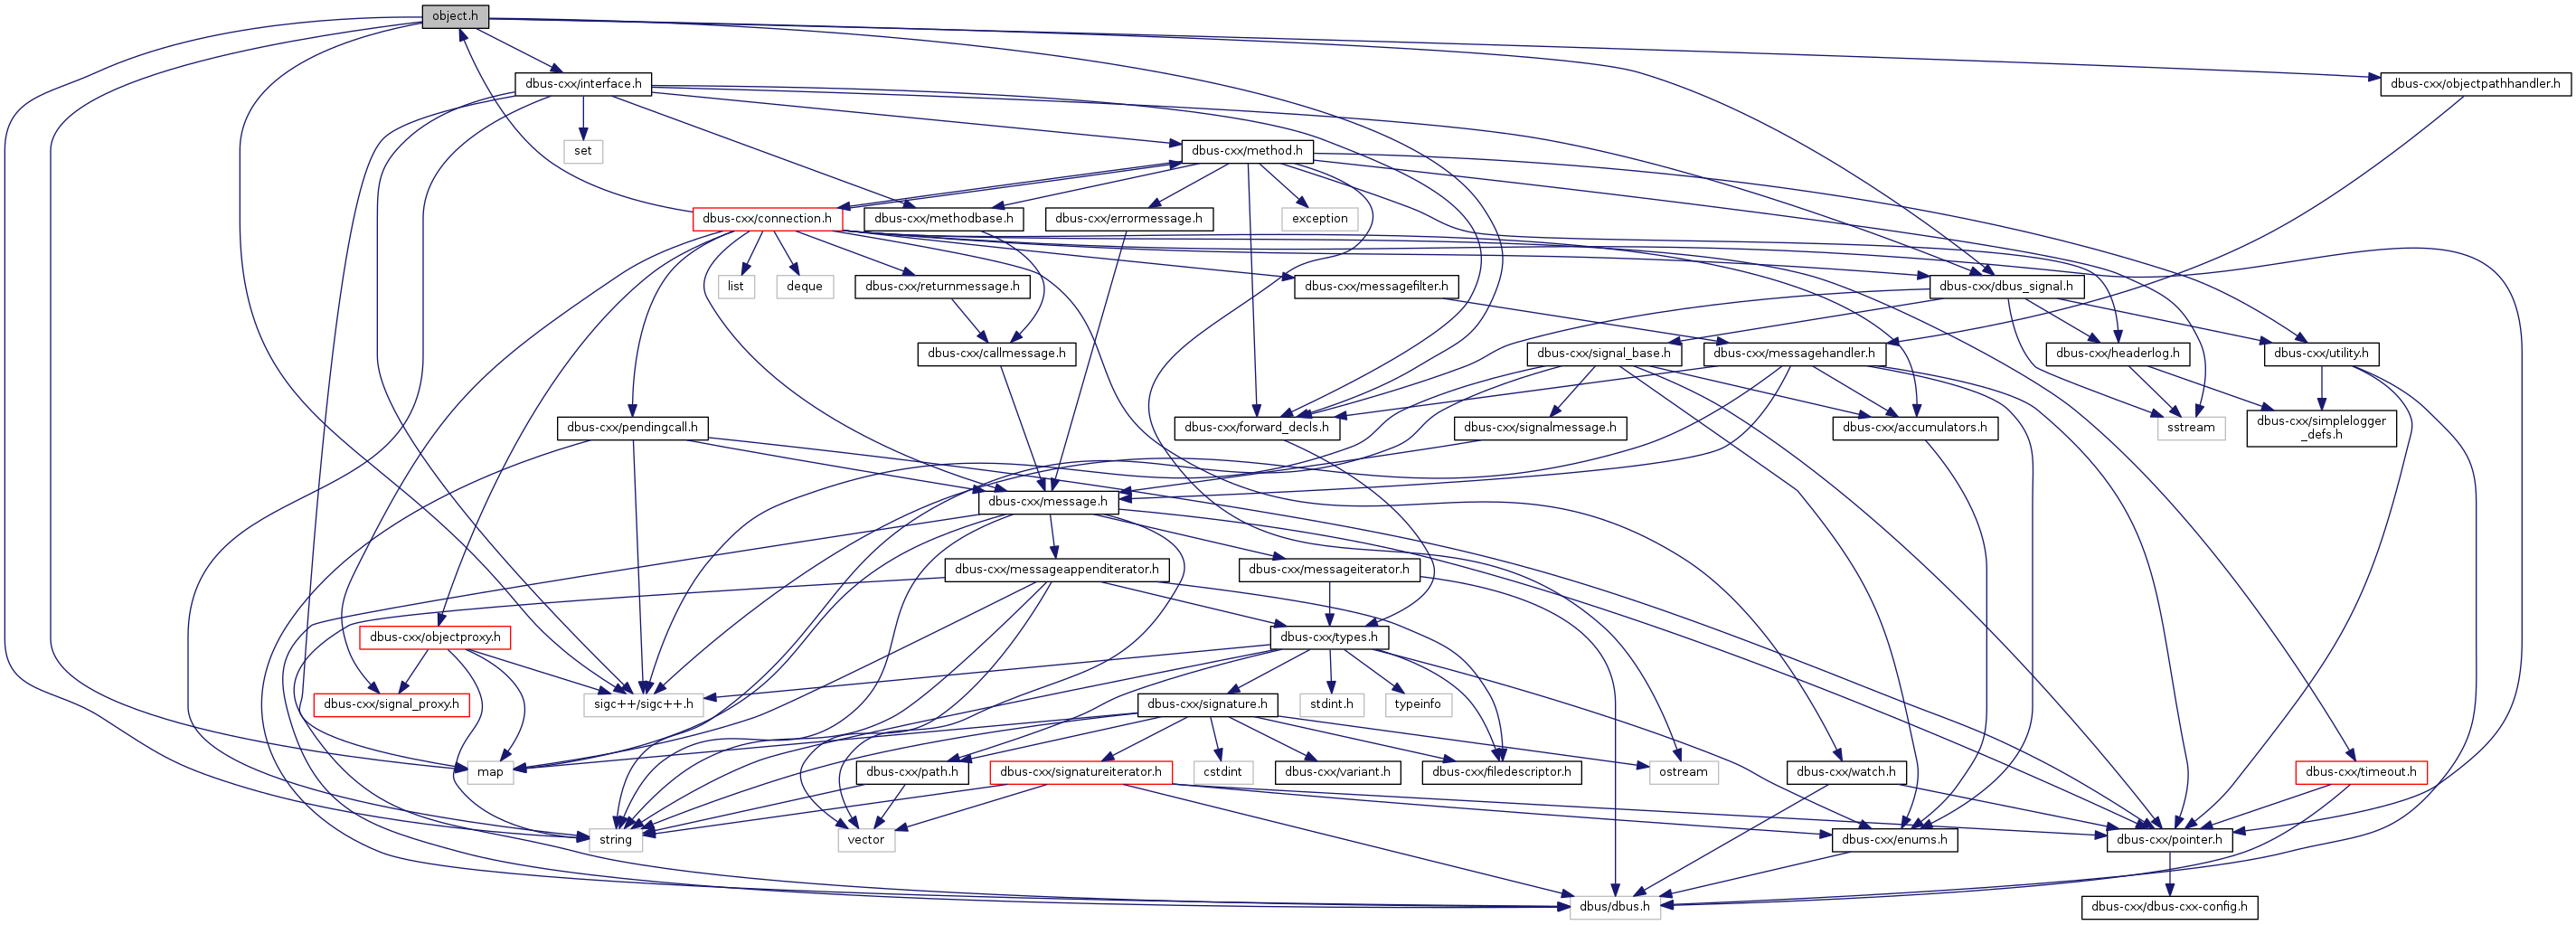 object.h
dbus-cxx/interface.h
dbus-cxx/objectpathhandler.h
set
dbus-cxx/method.h
dbus-cxx/connection.h
dbus-cxx/methodbase.h
dbus-cxx/errormessage.h
exception
list
deque
dbus-cxx/returnmessage.h
dbus-cxx/messagefilter.h
dbus-cxx/dbus_signal.h
dbus-cxx/callmessage.h
dbus-cxx/signal_base.h
dbus-cxx/messagehandler.h
dbus-cxx/headerlog.h
dbus-cxx/utility.h
dbus-cxx/pendingcall.h
dbus-cxx/forward_decls.h
dbus-cxx/signalmessage.h
dbus-cxx/accumulators.h
sstream
dbus-cxx/simplelogger
_defs.h
dbus-cxx/message.h
dbus-cxx/messageappenditerator.h
dbus-cxx/messageiterator.h
dbus-cxx/objectproxy.h
dbus-cxx/types.h
dbus-cxx/signal_proxy.h
sigc++/sigc++.h
dbus-cxx/signature.h
stdint.h
typeinfo
map
dbus-cxx/path.h
dbus-cxx/signatureiterator.h
cstdint
dbus-cxx/variant.h
dbus-cxx/filedescriptor.h
ostream
dbus-cxx/watch.h
dbus-cxx/timeout.h
string
vector
dbus-cxx/enums.h
dbus-cxx/pointer.h
dbus/dbus.h
dbus-cxx/dbus-cxx-config.h